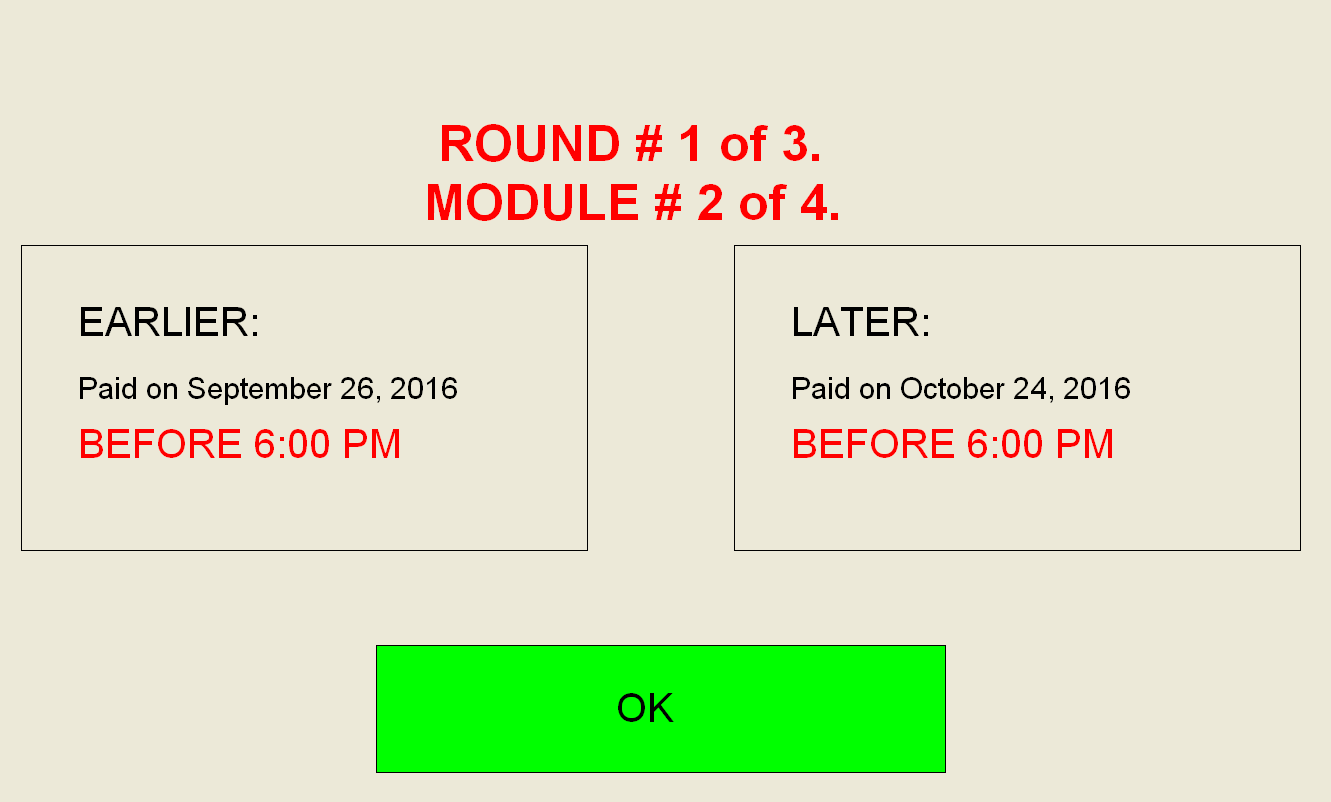 ROUND # 1 of 3.
MODULE # 2 of 4.
EARLIER:
Paid on September 26, 2016
BEFORE 6:00 PM
LATER:
Paid on October 24, 2016
BEFORE 6:00 PM
OK